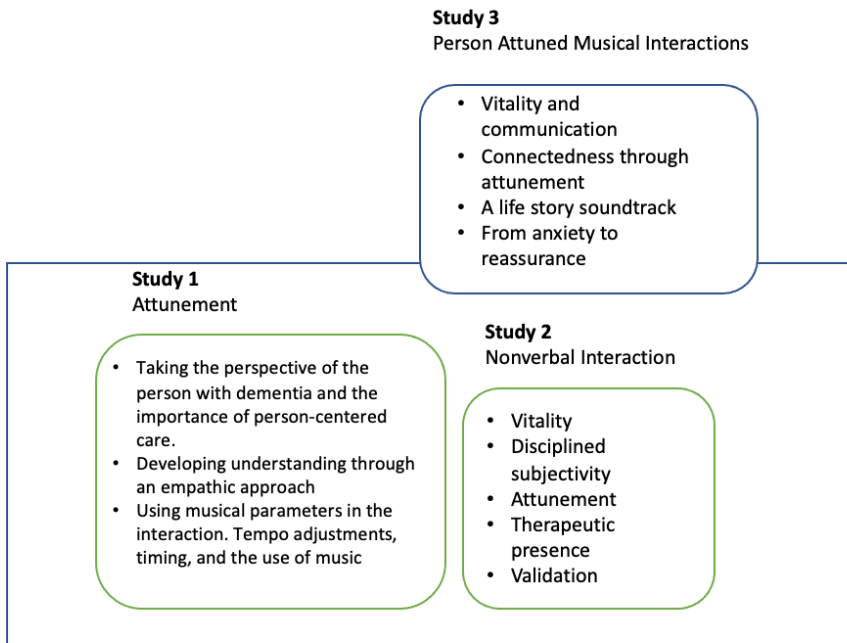 Study 3
Person Attuned Musical Interactions
• Vitality and
communication
• Connectedness through
attunement
• A life story soundtrack
• From anxiety to
reassurance
Study 1
Attunement
• Taking the perspective of the
person with dementia and the
importance of person-centered
care.
• Developing understanding through
an empathic approach
• Using musical parameters in the
interaction. Tempo adjustments,
timing, and the use of music
Study 2
Nonverbal Interaction
• Vitality
• Disciplined
subjectivity
• Attunement
• Therapeutic
presence
• Validation